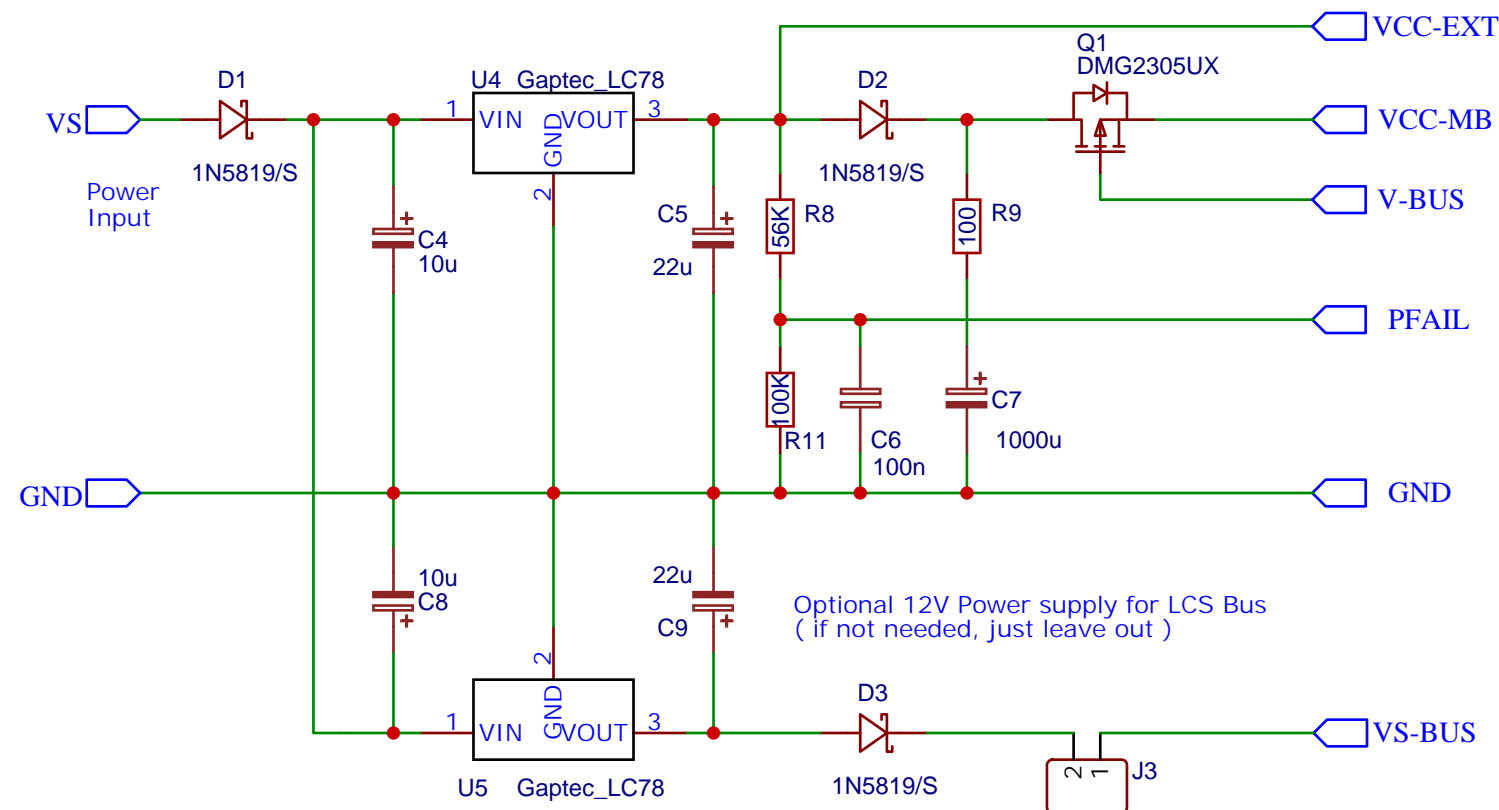 VCC-EXT
Q1
DMG2305UX
D1
U4 Gaptec_LC78
D2
VS
1
VIN
GND
VOUT
3
VCC-MB
1N5819/S
2
1N5819/S
Power
Input
C5
56K
R8
100
R9
V-BUS
C4
10u
22u
PFAIL
100K
R11
C6
100n
C7
1000u
GND
GND
10u
C8
22u
C9
Optional 12V Power supply for LCS Bus
( if not needed, just leave out )
2
D3
1
VIN
GND
VOUT
3
VS-BUS
U5 Gaptec_LC78
1N5819/S
2
1
J3